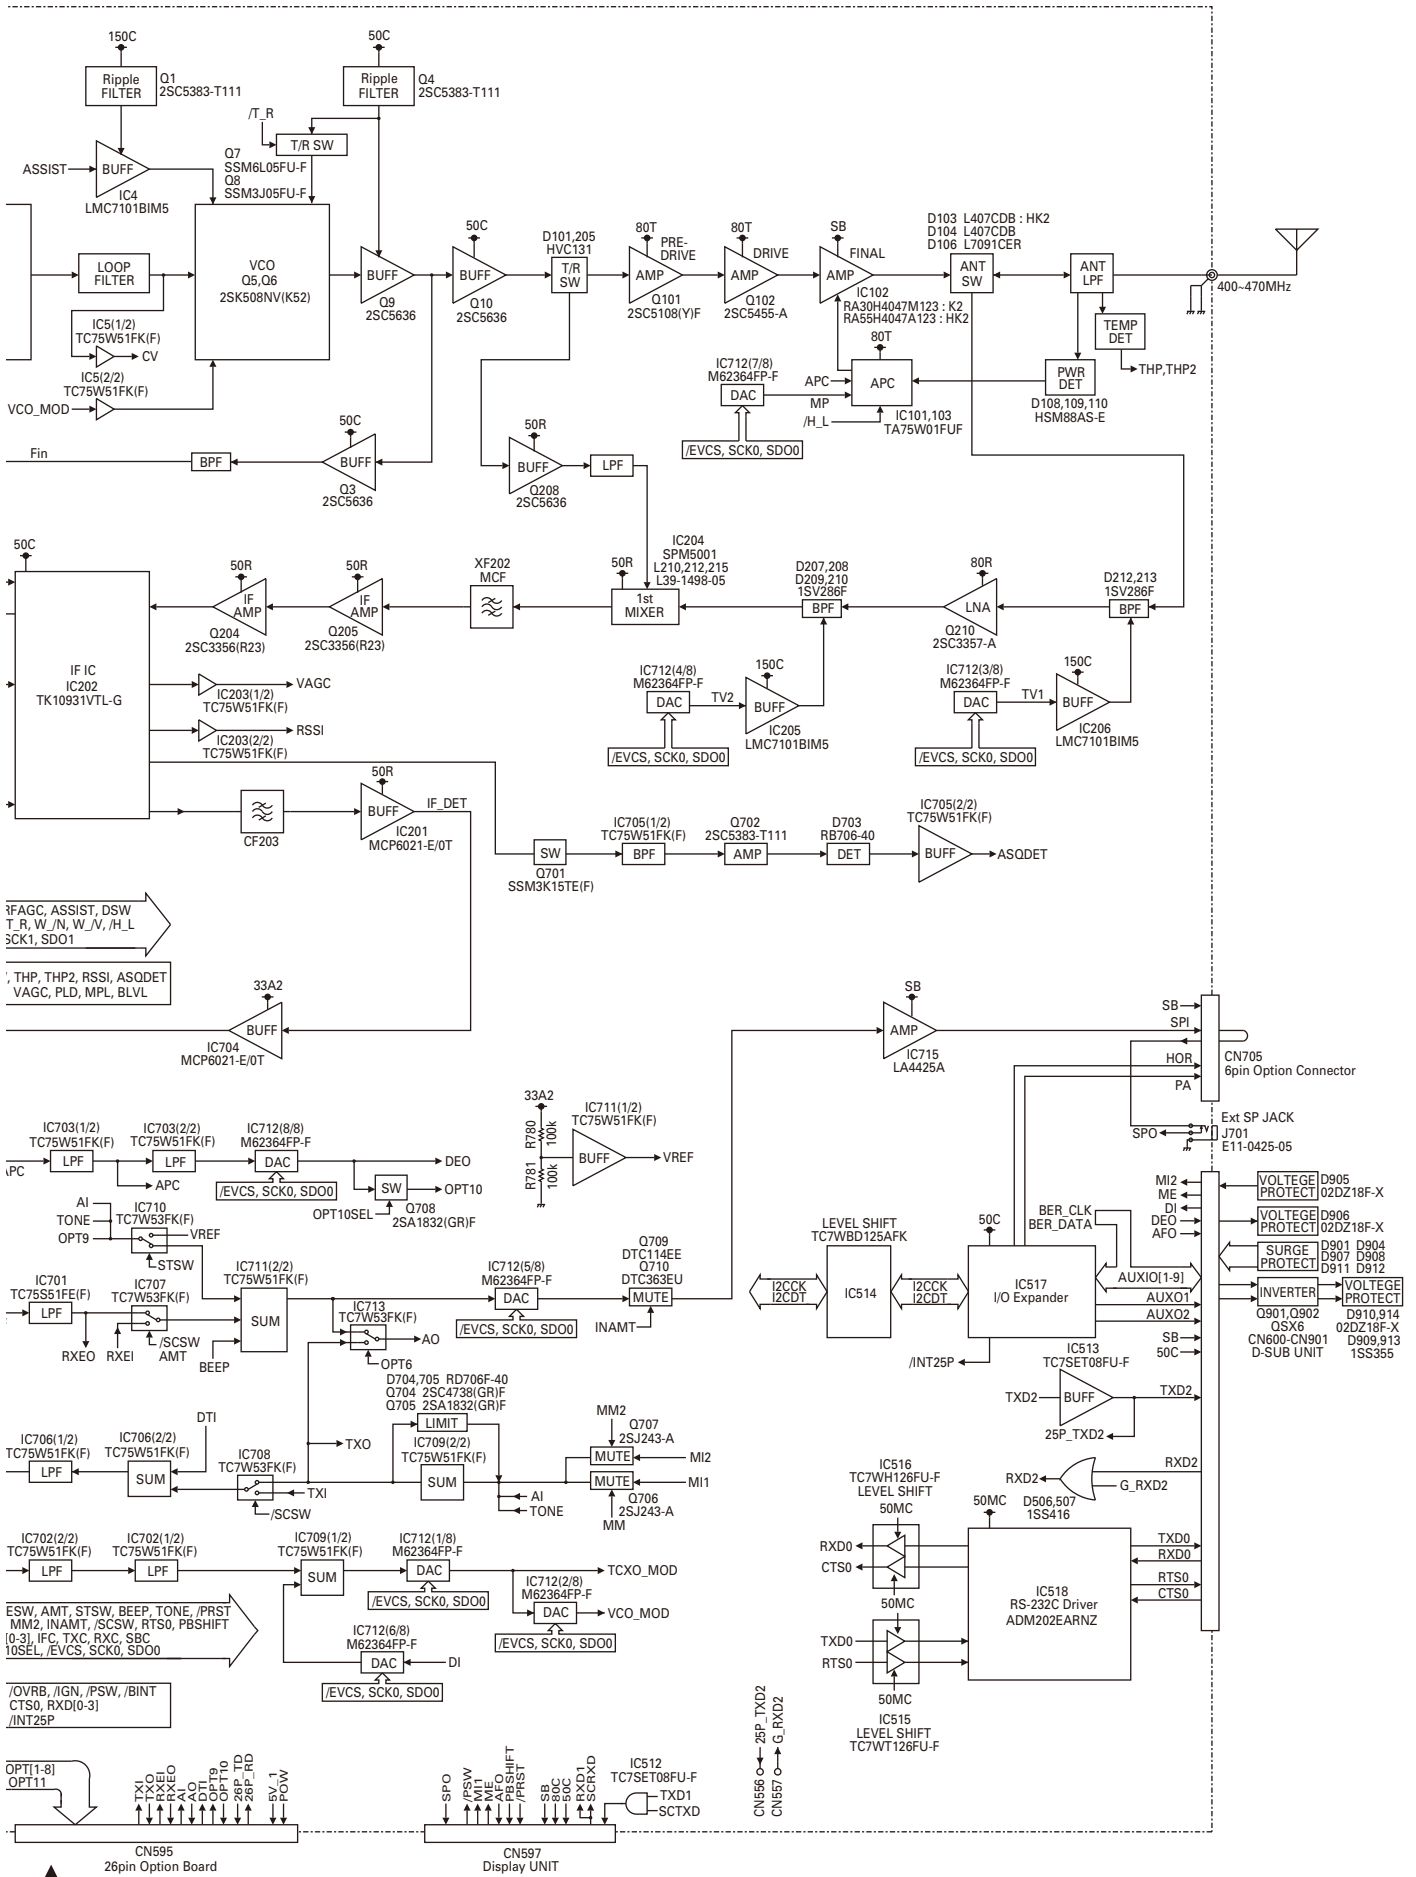 150C
Ripple
FILTER
Q1
2SC5383-T111
50C
Ripple
FILTER
Q4
2SC5383-T111
/T_R
T/R SW
ASSIST
BUFF
IC4
LMC7101BIM5
Q7
SSM6L05FU-F
Q8
SSM3J05FU-F
LOOP
FILTER
VCO
Q5,Q6
2SK508NV(K52)
BUFF
Q9
2SC5636
50C
BUFF
Q10
2SC5636
D101,205
HVC131
T/R
SW
80T
PRE-
DRIVE
AMP
Q101
2SC5108(Y)F
80T
DRIVE
AMP
Q102
2SC5455-A
SB
FINAL
AMP
IC102
RA30H4047M123 : K2
RA55H4047A123 : HK2
D103 L407CDB : HK2
D104 L407CDB
D106 L7091CER
ANT
SW
ANT
LPF
400~470MHz
TEMP
DET
THP,THP2
PWR
DET
D108,109,110
HSM88AS-E
IC5(1/2)
TC75W51FK(F)
CV
IC5(2/2)
TC75W51FK(F)
VCO_MOD
80T
APC
IC101,103
TA75W01FUF
IC712(7/8)
M62364FP-F
DAC
APC
MP
/H_L
/EVCS, SCK0, SDO0
Fin
BPF
50C
BUFF
Q3
2SC5636
50R
BUFF
Q208
2SC5636
LPF
50C
IF IC
IC202
TK10931VTL-G
50R
IF
AMP
Q204
2SC3356(R23)
50R
IF
AMP
Q205
2SC3356(R23)
XF202
MCF
IC204
SPM5001
L210,212,215
L39-1498-05
50R
1st
MIXER
D207,208
D209,210
1SV286F
BPF
80R
LNA
Q210
2SC3357-A
D212,213
1SV286F
BPF
IC203(1/2)
TC75W51FK(F)
VAGC
IC203(2/2)
TC75W51FK(F)
RSSI
IC712(4/8)
M62364FP-F
DAC
TV2
150C
BUFF
IC205
LMC7101BIM5
/EVCS, SCK0, SDO0
IC712(3/8)
M62364FP-F
DAC
TV1
150C
BUFF
IC206
LMC7101BIM5
/EVCS, SCK0, SDO0
CF203
50R
BUFF
IC201
MCP6021-E/0T
IF_DET
SW
Q701
SSM3K15TE(F)
IC705(1/2)
TC75W51FK(F)
BPF
Q702
2SC5383-T111
AMP
D703
RB706-40
DET
IC705(2/2)
TC75W51FK(F)
BUFF
ASQDET
RFAGC, ASSIST, DSW
T_R, W_/N, W_/V, /H_L
SCK1, SDO1
, THP, THP2, RSSI, ASQDET
VAGC, PLD, MPL, BLVL
33A2
BUFF
IC704
MCP6021-E/0T
SB
AMP
IC715
LA4425A
SB
SPI
HOR
PA
CN705
6pin Option Connector
Ext SP JACK
SPO
J701
E11-0425-05
IC703(1/2)
TC75W51FK(F)
LPF
APC
IC703(2/2)
TC75W51FK(F)
LPF
APC
IC712(8/8)
M62364FP-F
DAC
DEO
/EVCS, SCK0, SDO0
SW
OPT10
OPT10SEL
Q708
2SA1832(GR)F
33A2
R780
100k
R781
100k
IC711(1/2)
TC75W51FK(F)
BUFF
VREF
AI
TONE
OPT9
IC710
TC7W53FK(F)
VREF
STSW
IC701
TC75S51FE(F)
LPF
RXEO
RXEI
IC707
TC7W53FK(F)
/SCSW
AMT
BEEP
IC711(2/2)
TC75W51FK(F)
SUM
IC713
TC7W53FK(F)
AO
OPT6
IC712(5/8)
M62364FP-F
DAC
/EVCS, SCK0, SDO0
Q709
DTC114EE
Q710
DTC363EU
MUTE
INAMT
LEVEL SHIFT
TC7WBD125AFK
IC514
I2CCK
I2CDT
I2CCK
I2CDT
50C
IC517
I/O Expander
/INT25P
BER_CLK
BER_DATA
AUXIO[1-9]
AUXO1
AUXO2
SB
50C
MI2
ME
DI
DEO
AFO
VOLTEGE
PROTECT
D905
02DZ18F-X
VOLTEGE
PROTECT
D906
02DZ18F-X
SURGE
PROTECT
D901 D904
D907 D908
D911 D912
INVERTER
Q901,Q902
QSX6
CN600-CN901
D-SUB UNIT
VOLTEGE
PROTECT
D910,914
02DZ18F-X
D909,913
1SS355
IC513
TC7SET08FU-F
TXD2
BUFF
TXD2
25P_TXD2
RXD2
RXD2
G_RXD2
D506,507
1SS416
D704,705 RD706F-40
Q704 2SC4738(GR)F
Q705 2SA1832(GR)F
LIMIT
IC709(2/2)
TC75W51FK(F)
SUM
TXO
AI
TONE
MM2
Q707
2SJ243-A
MUTE
MI2
MUTE
MI1
Q706
2SJ243-A
MM
IC706(1/2)
TC75W51FK(F)
LPF
IC706(2/2)
TC75W51FK(F)
SUM
DTI
IC708
TC7W53FK(F)
TXI
/SCSW
IC702(2/2)
TC75W51FK(F)
LPF
IC702(1/2)
TC75W51FK(F)
LPF
IC709(1/2)
TC75W51FK(F)
SUM
IC712(1/8)
M62364FP-F
DAC
TCXO_MOD
/EVCS, SCK0, SDO0
IC712(2/8)
M62364FP-F
DAC
VCO_MOD
/EVCS, SCK0, SDO0
IC712(6/8)
M62364FP-F
DAC
DI
/EVCS, SCK0, SDO0
IC516
TC7WH126FU-F
LEVEL SHIFT
50MC
RXD0
CTS0
50MC
TXD0
RTS0
50MC
IC515
LEVEL SHIFT
TC7WT126FU-F
50MC
IC518
RS-232C Driver
ADM202EARNZ
TXD0
RXD0
RTS0
CTS0
ESW, AMT, STSW, BEEP, TONE, /PRST
MM2, INAMT, /SCSW, RTS0, PBSHIFT
[0-3], IFC, TXC, RXC, SBC
10SEL, /EVCS, SCK0, SDO0
/OVRB, /IGN, /PSW, /BINT
CTS0, RXD[0-3]
/INT25P
OPT[1-8]
OPT11
TXI
TXO
RXEI
RXEO
AI
AO
DTI
OPT9
OPT10
26P_TD
26P_RD
5V_1
POW
CN595
26pin Option Board
SPO
/PSW
MI1
ME
AFO
PBSHIFT
/PRST
SB
80C
50C
RXD1
SCRXD
IC512
TC7SET08FU-F
TXD1
SCTXD
CN597
Display UNIT
CN556
25P_TXD2
CN557
G_RXD2